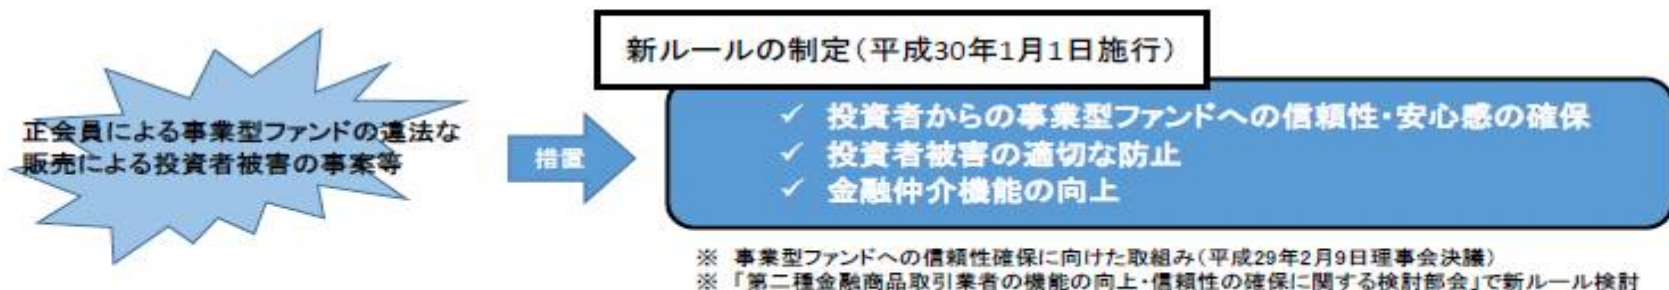 新ルールの制定(平成30年1月1日施行)
正会員による事業型ファンドの違法な
販売による投資者被害の事案等
措置
✓ 投資者からの事業型ファンドへの信頼性・安心感の確保
✓ 投資者被害の適切な防止
✓ 金融仲介機能の向上
※ 事業型ファンドへの信頼性確保に向けた取組み(平成29年2月9日理事会決議)
※ 「第二種金融商品取引業者の機能の向上・信頼性の確保に関する検討部会」で新ルール検討